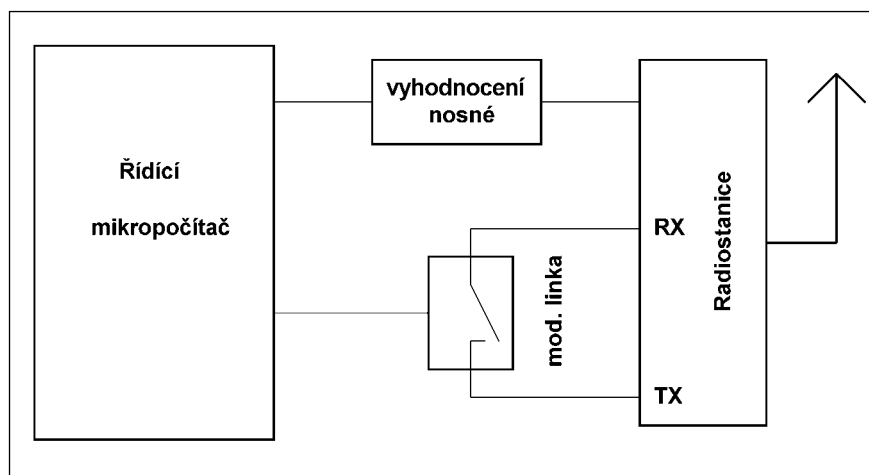 vyhodnocení
nosné
Řídící
mikropočítač
RX
Radiostanice
mod. linka
TX